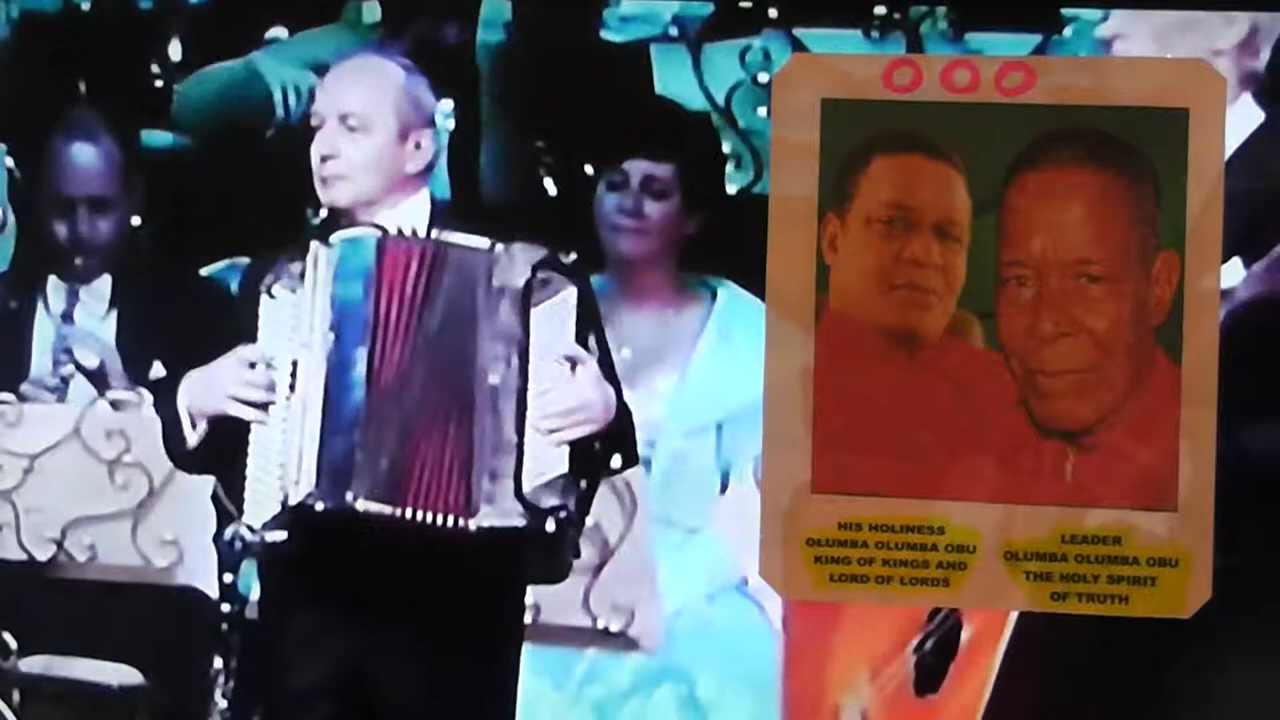 OOO
HIS HOLINESS
OLUMBA OLUMBA OBU
KING OF KINGS AND
LORD OF LORDS
LEADER
OLUMBA OLUMBA OBU
THE HOLY SPIRIT
OF TRUTH